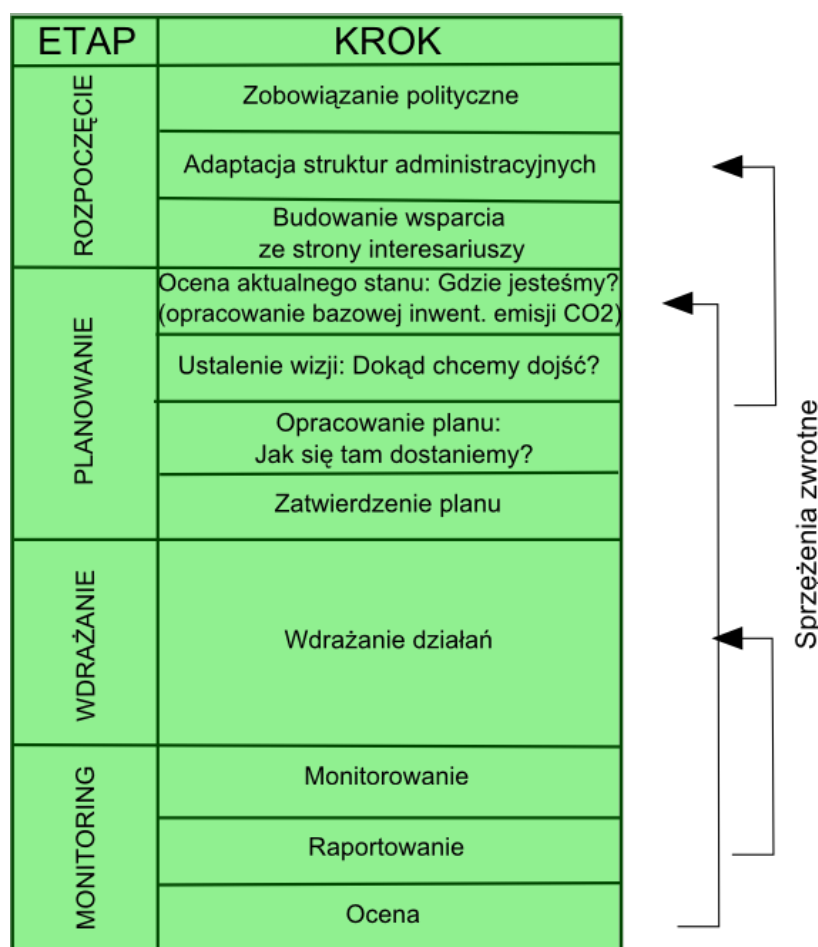 ETAP
KROK
ROZPOCZĘCIE
Zobowiązanie polityczne
Adaptacja struktur administracyjnych
Budowanie wsparcia
ze strony interesariuszy
PLANOWANIE
Ocena aktualnego stanu: Gdzie jesteśmy?
(opracowanie bazowej inwent. emisji CO2)
Ustalenie wizji: Dokąd chcemy dojść?
Opracowanie planu:
Jak się tam dostaniemy?
Zatwierdzenie planu
WDRAŻANIE
Wdrażanie działań
MONITORING
Monitorowanie
Raportowanie
Ocena
Sprzężenia zwrotne